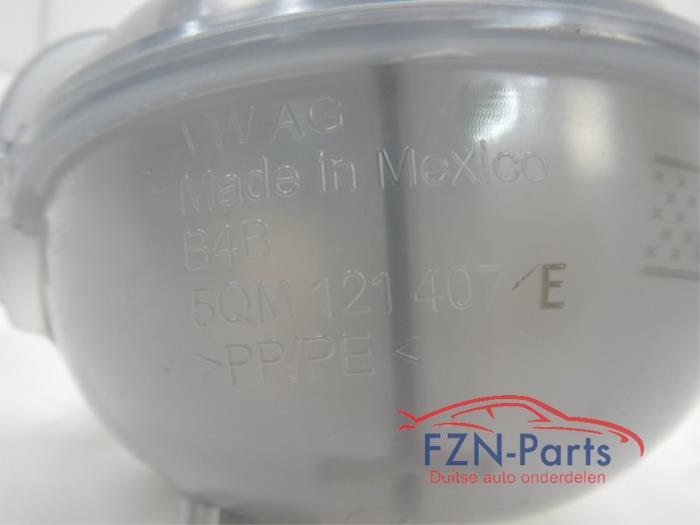 VW AG
Made in Mexico
B4B
5QM 121 407 E
>PP/PE<
FZN-Parts
Duitse auto onderdelen